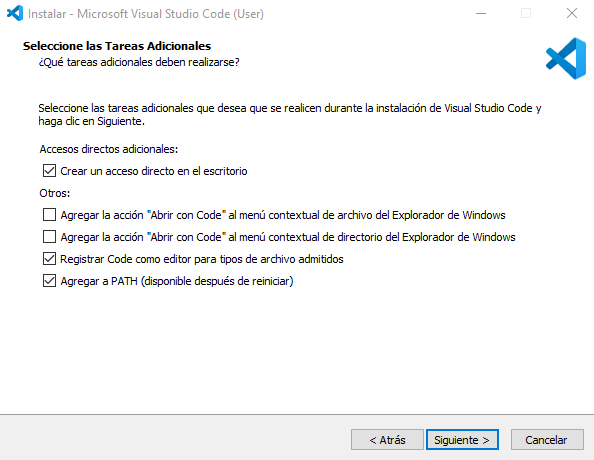 Instalar - Microsoft Visual Studio Code (User)
Seleccione las Tareas Adicionales
¿Qué tareas adicionales deben realizarse?
Seleccione las tareas adicionales que desea que se realicen durante la instalación de Visual Studio Code y
haga clic en Siguiente.
Accesos directos adicionales:
Crear un acceso directo en el escritorio
Otros:
Agregar la acción "Abrir con Code" al menú contextual de archivo del Explorador de Windows
Agregar la acción "Abrir con Code" al menú contextual de directorio del Explorador de Windows
Registrar Code como editor para tipos de archivo admitidos
Agregar a PATH (disponible después de reiniciar)
< Atrás
Siguiente >
Cancelar